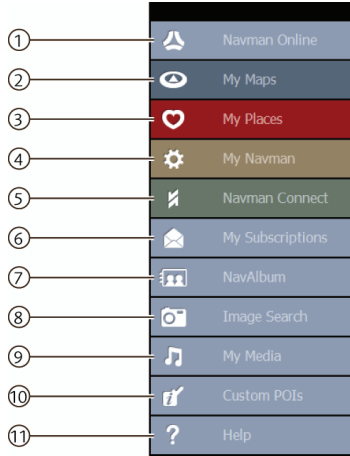 1 Navman Online
2 My Maps
3 My Places
4 My Navman
5 Navman Connect
6 My Subscriptions
7 NavAlbum
8 Image Search
9 My Media
10 Custom POIs
11 ? Help